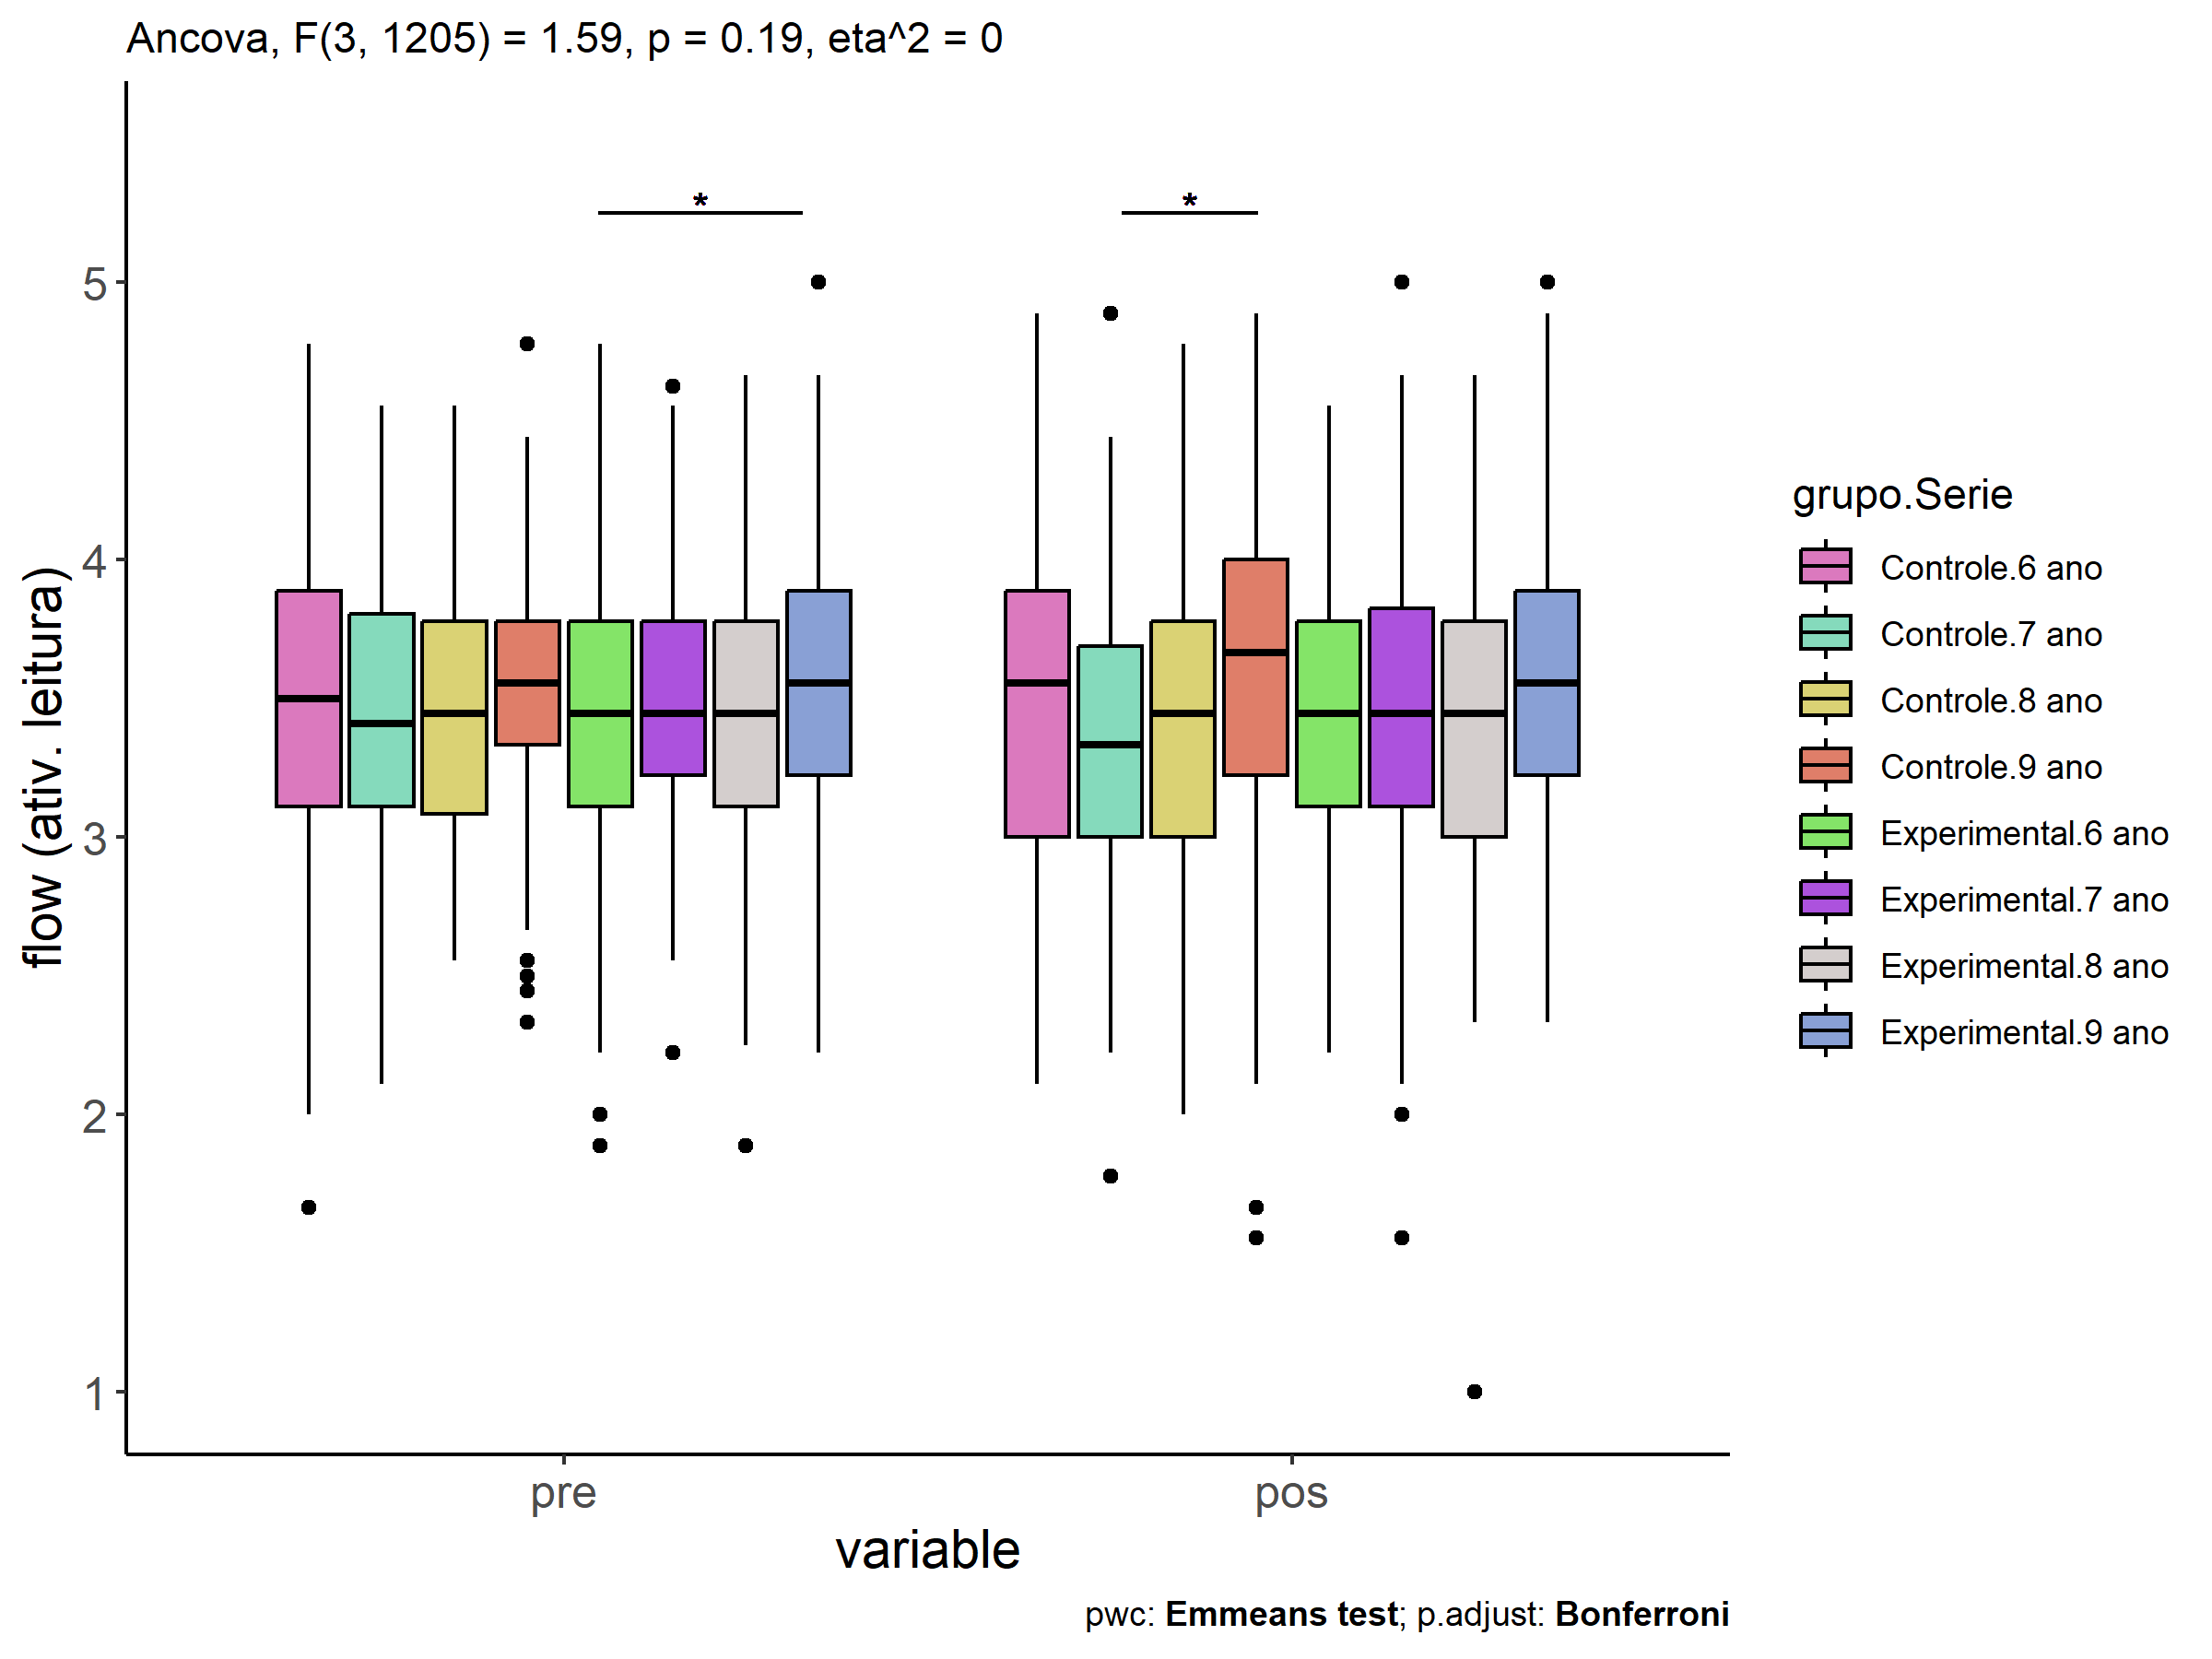 Ancova, F(3, 1205) = 1.59, p = 0.19, eta^2 = 0
*
*
5
4
3
2
1
flow (ativ. leitura)
pre
pos
variable
grupo.Serie
Controle.6 ano
Controle.7 ano
Controle.8 ano
Controle.9 ano
Experimental.6 ano
Experimental.7 ano
Experimental.8 ano
Experimental.9 ano
pwc: Emmeans test; p.adjust: Bonferroni